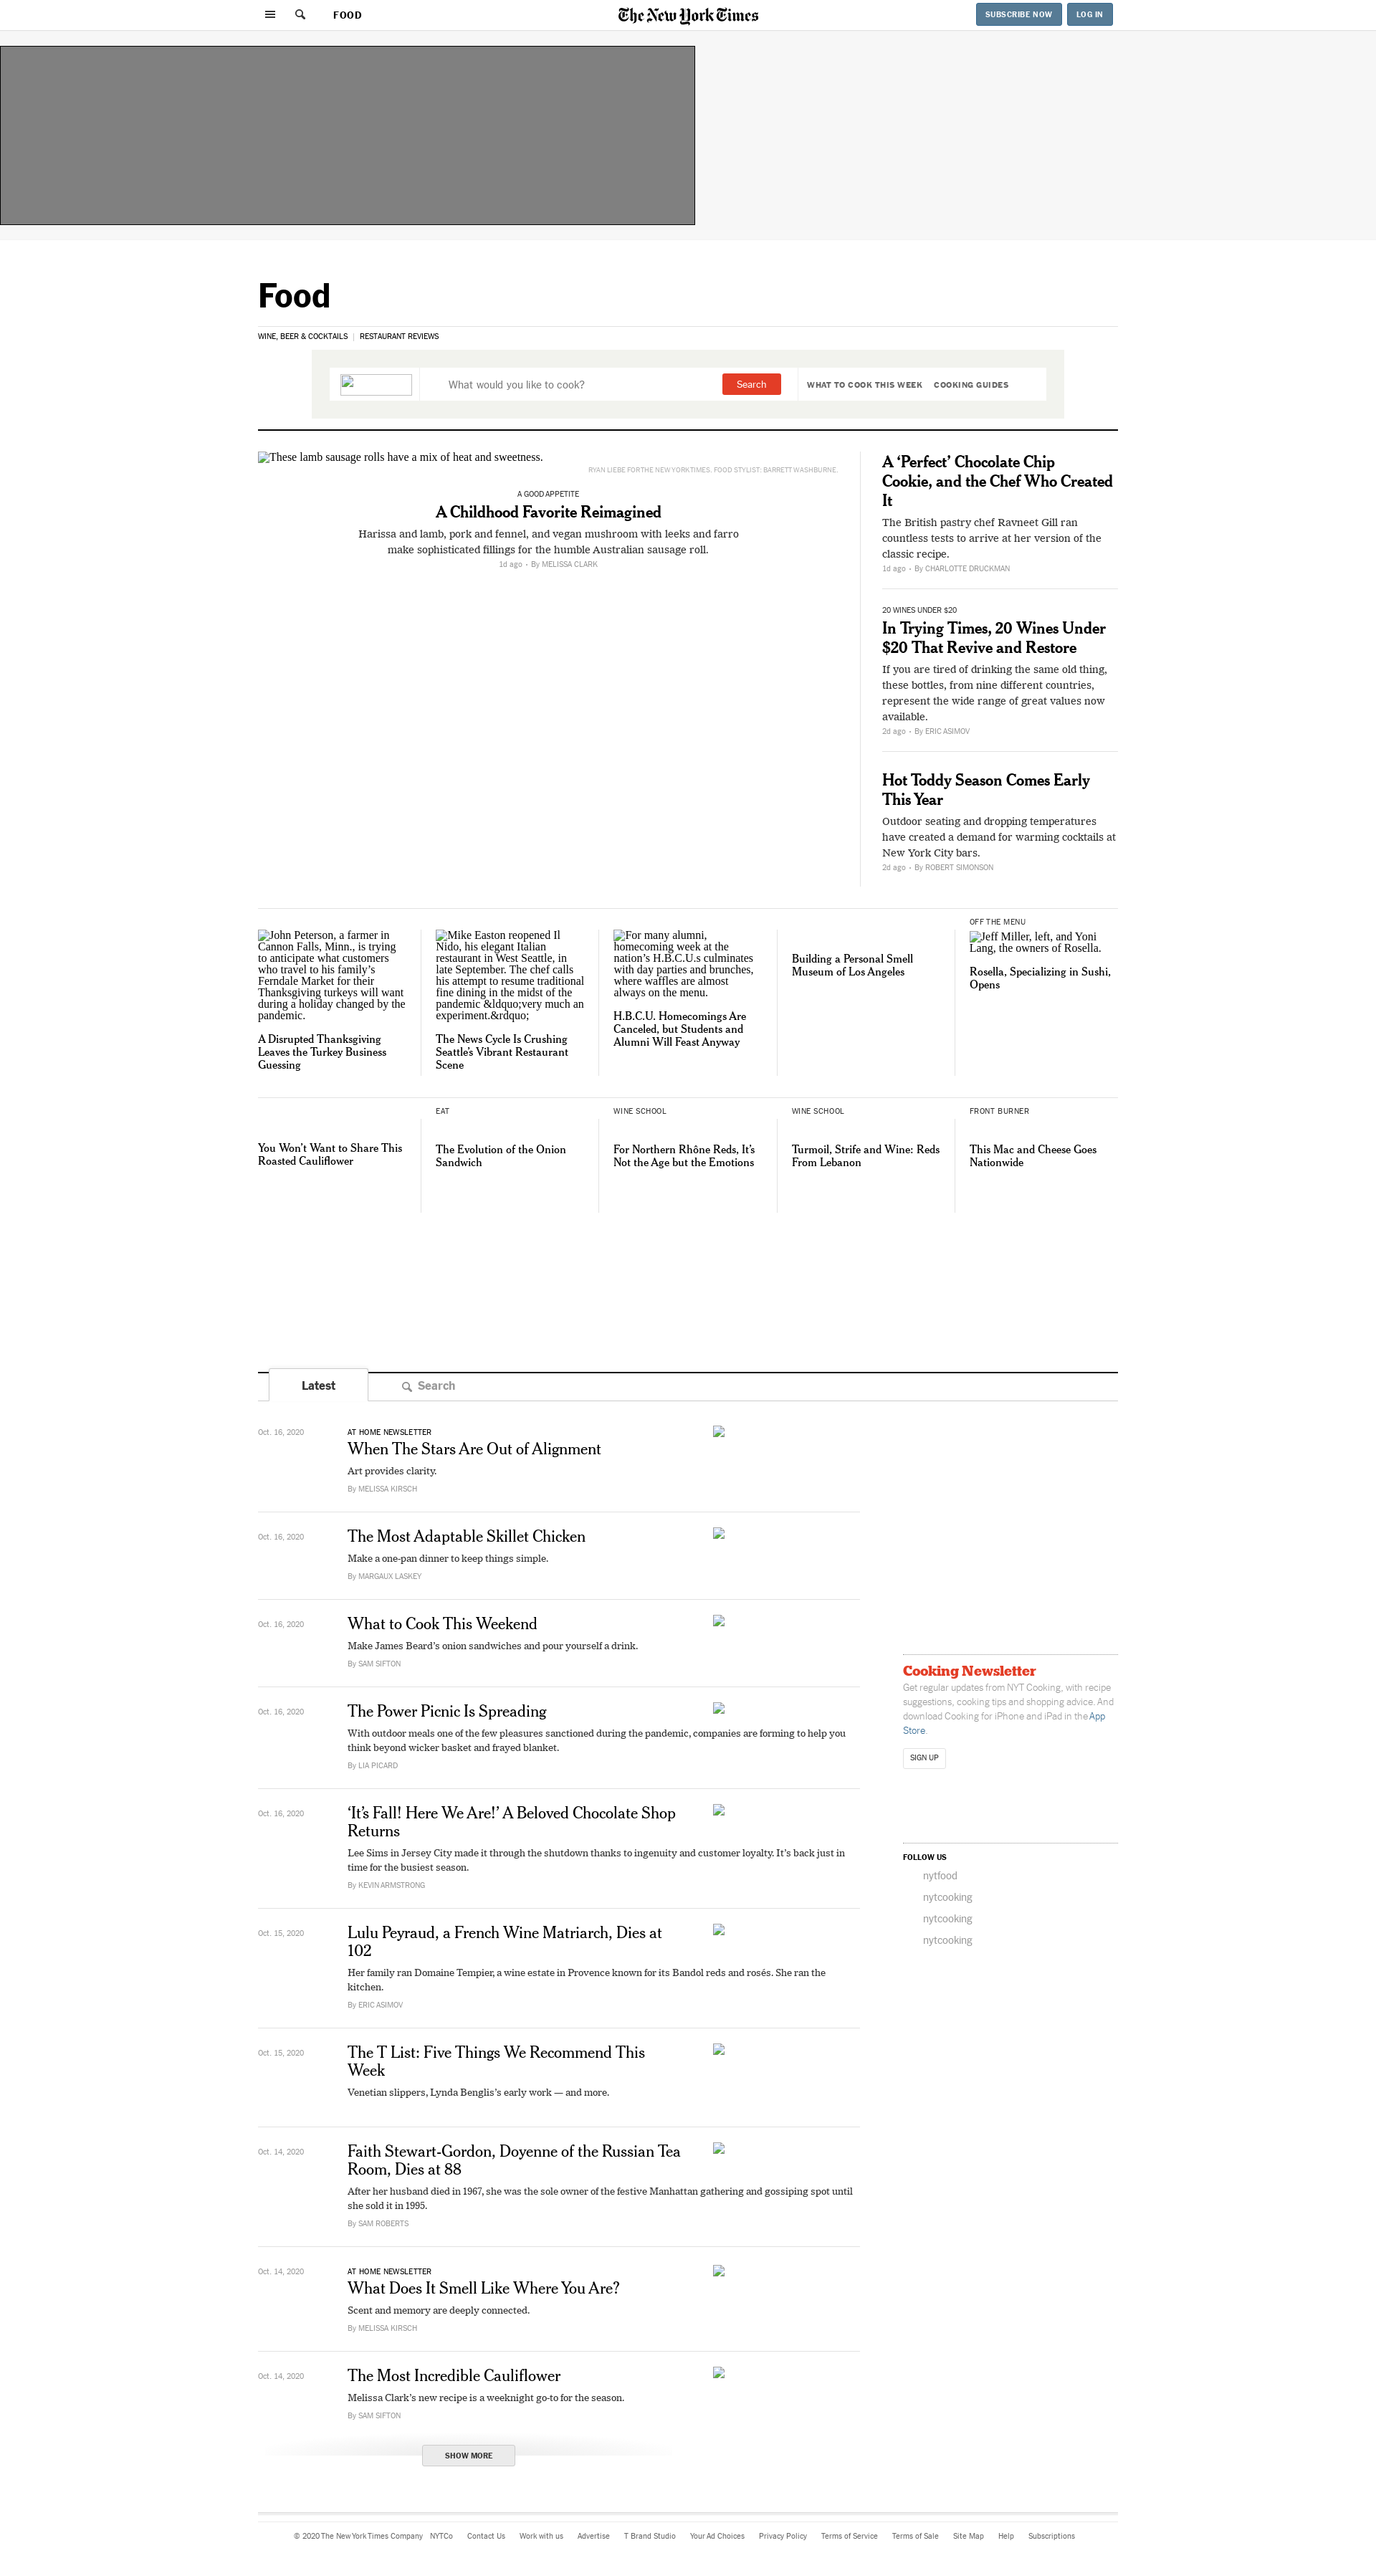 FOOD
The New York Times
SUBSCRIBE NOW
LOG IN
Food
WINE, BEER & COCKTAILS
RESTAURANT REVIEWS
What would you like to cook?
Search
WHAT TO COOK THIS WEEK
COOKING GUIDES
These lamb sausage rolls have a mix of heat and sweetness.
RYAN LIEBE FOR THE NEW YORK TIMES. FOOD STYLIST: BARRETT WASHBURNE.
A GOOD APPETITE
A Childhood Favorite Reimagined
Harissa and lamb, pork and fennel, and vegan mushroom with leeks and farro
make sophisticated fillings for the humble Australian sausage roll.
1d ago • By MELISSA CLARK
A ‘Perfect’ Chocolate Chip
Cookie, and the Chef Who Created
It
The British pastry chef Ravneet Gill ran
countless tests to arrive at her version of the
classic recipe.
1d ago • By CHARLOTTE DRUCKMAN
20 WINES UNDER $20
In Trying Times, 20 Wines Under
$20 That Revive and Restore
If you are tired of drinking the same old thing,
these bottles, from nine different countries,
represent the wide range of great values now
available.
2d ago • By ERIC ASIMOV
Hot Toddy Season Comes Early
This Year
Outdoor seating and dropping temperatures
have created a demand for warming cocktails at
New York City bars.
2d ago • By ROBERT SIMONSON
John Peterson, a farmer in
Cannon Falls, Minn., is trying
to anticipate what customers
who travel to his family’s
Ferndale Market for their
Thanksgiving turkeys will want
during a holiday changed by the
pandemic.
A Disrupted Thanksgiving
Leaves the Turkey Business
Guessing
Mike Easton reopened Il
Nido, his elegant Italian
restaurant in West Seattle, in
late September. The chef calls
his attempt to resume traditional
fine dining in the midst of the
pandemic &ldquo;very much an
experiment.&rdquo;
The News Cycle Is Crushing
Seattle’s Vibrant Restaurant
Scene
For many alumni,
homecoming week at the
nation’s H.B.C.U.s culminates
with day parties and brunches,
where waffles are almost
always on the menu.
H.B.C.U. Homecomings Are
Canceled, but Students and
Alumni Will Feast Anyway
Building a Personal Smell
Museum of Los Angeles
OFF THE MENU
Jeff Miller, left, and Yoni
Lang, the owners of Rosella.
Rosella, Specializing in Sushi,
Opens
You Won’t Want to Share This
Roasted Cauliflower
EAT
The Evolution of the Onion
Sandwich
WINE SCHOOL
For Northern Rhône Reds, It’s
Not the Age but the Emotions
WINE SCHOOL
Turmoil, Strife and Wine: Reds
From Lebanon
FRONT BURNER
This Mac and Cheese Goes
Nationwide
Latest
Search
Oct. 16, 2020
AT HOME NEWSLETTER
When The Stars Are Out of Alignment
Art provides clarity.
By MELISSA KIRSCH
Oct. 16, 2020
The Most Adaptable Skillet Chicken
Make a one-pan dinner to keep things simple.
By MARGAUX LASKEY
Oct. 16, 2020
What to Cook This Weekend
Make James Beard’s onion sandwiches and pour yourself a drink.
By SAM SIFTON
Oct. 16, 2020
The Power Picnic Is Spreading
With outdoor meals one of the few pleasures sanctioned during the pandemic, companies are forming to help you
think beyond wicker basket and frayed blanket.
By LIA PICARD
Oct. 16, 2020
‘It’s Fall! Here We Are!’ A Beloved Chocolate Shop
Returns
Lee Sims in Jersey City made it through the shutdown thanks to ingenuity and customer loyalty. It’s back just in
time for the busiest season.
By KEVIN ARMSTRONG
Oct. 15, 2020
Lulu Peyraud, a French Wine Matriarch, Dies at
102
Her family ran Domaine Tempier, a wine estate in Provence known for its Bandol reds and rosés. She ran the
kitchen.
By ERIC ASIMOV
Oct. 15, 2020
The T List: Five Things We Recommend This
Week
Venetian slippers, Lynda Benglis’s early work — and more.
Oct. 14, 2020
Faith Stewart-Gordon, Doyenne of the Russian Tea
Room, Dies at 88
After her husband died in 1967, she was the sole owner of the festive Manhattan gathering and gossiping spot until
she sold it in 1995.
By SAM ROBERTS
Oct. 14, 2020
AT HOME NEWSLETTER
What Does It Smell Like Where You Are?
Scent and memory are deeply connected.
By MELISSA KIRSCH
Oct. 14, 2020
The Most Incredible Cauliflower
Melissa Clark’s new recipe is a weeknight go-to for the season.
By SAM SIFTON
SHOW MORE
Cooking Newsletter
Get regular updates from NYT Cooking, with recipe
suggestions, cooking tips and shopping advice. And
download Cooking for iPhone and iPad in the App
Store.
SIGN UP
FOLLOW US
nytfood
nytcooking
nytcooking
nytcooking
© 2020 The New York Times Company NYTCo Contact Us Work with us Advertise T Brand Studio Your Ad Choices Privacy Policy Terms of Service Terms of Sale Site Map Help Subscriptions